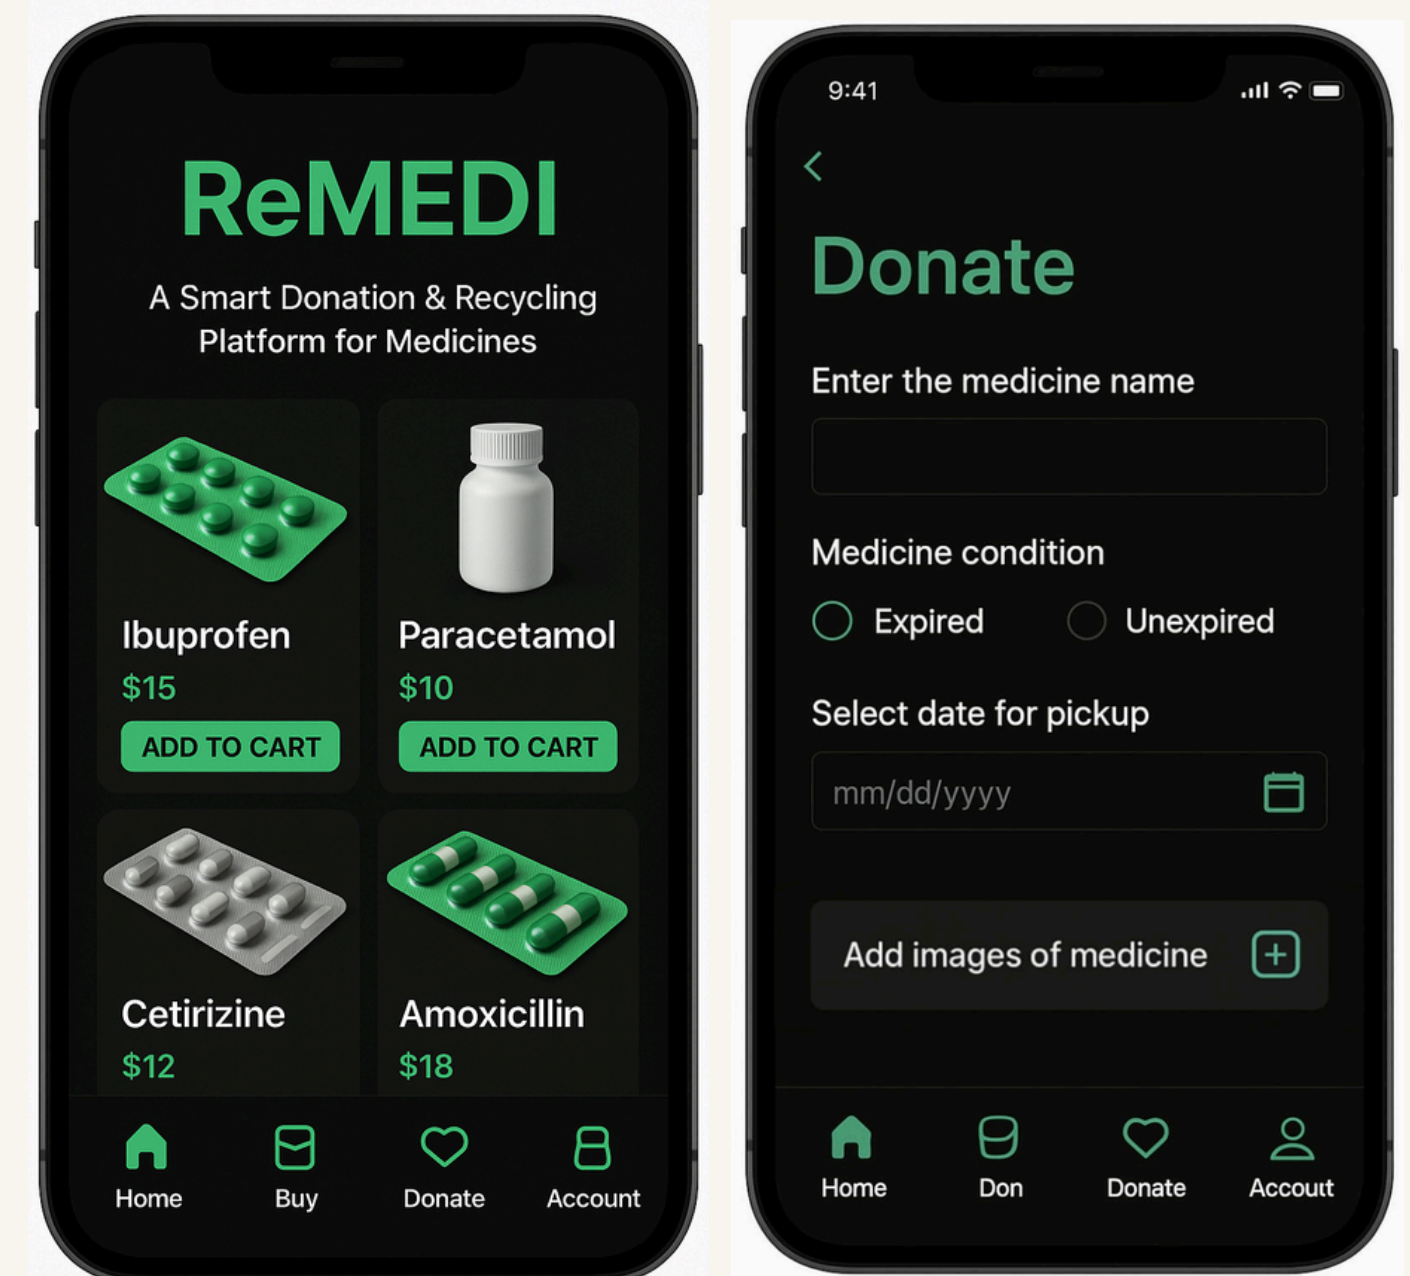 ReMEDI
A Smart Donation & Recycling
Platform for Medicines
Ibuprofen
$15
ADD TO CART
Paracetamol
$10
ADD TO CART
Cetirizine
$12
Amoxicillin
$18
Home
Buy
Donate
Account
9:41
Donate
Enter the medicine name
Medicine condition
Expired
Unexpired
Select date for pickup
mm/dd/yyyy
Add images of medicine
Home
Don
Donate
Accoutt